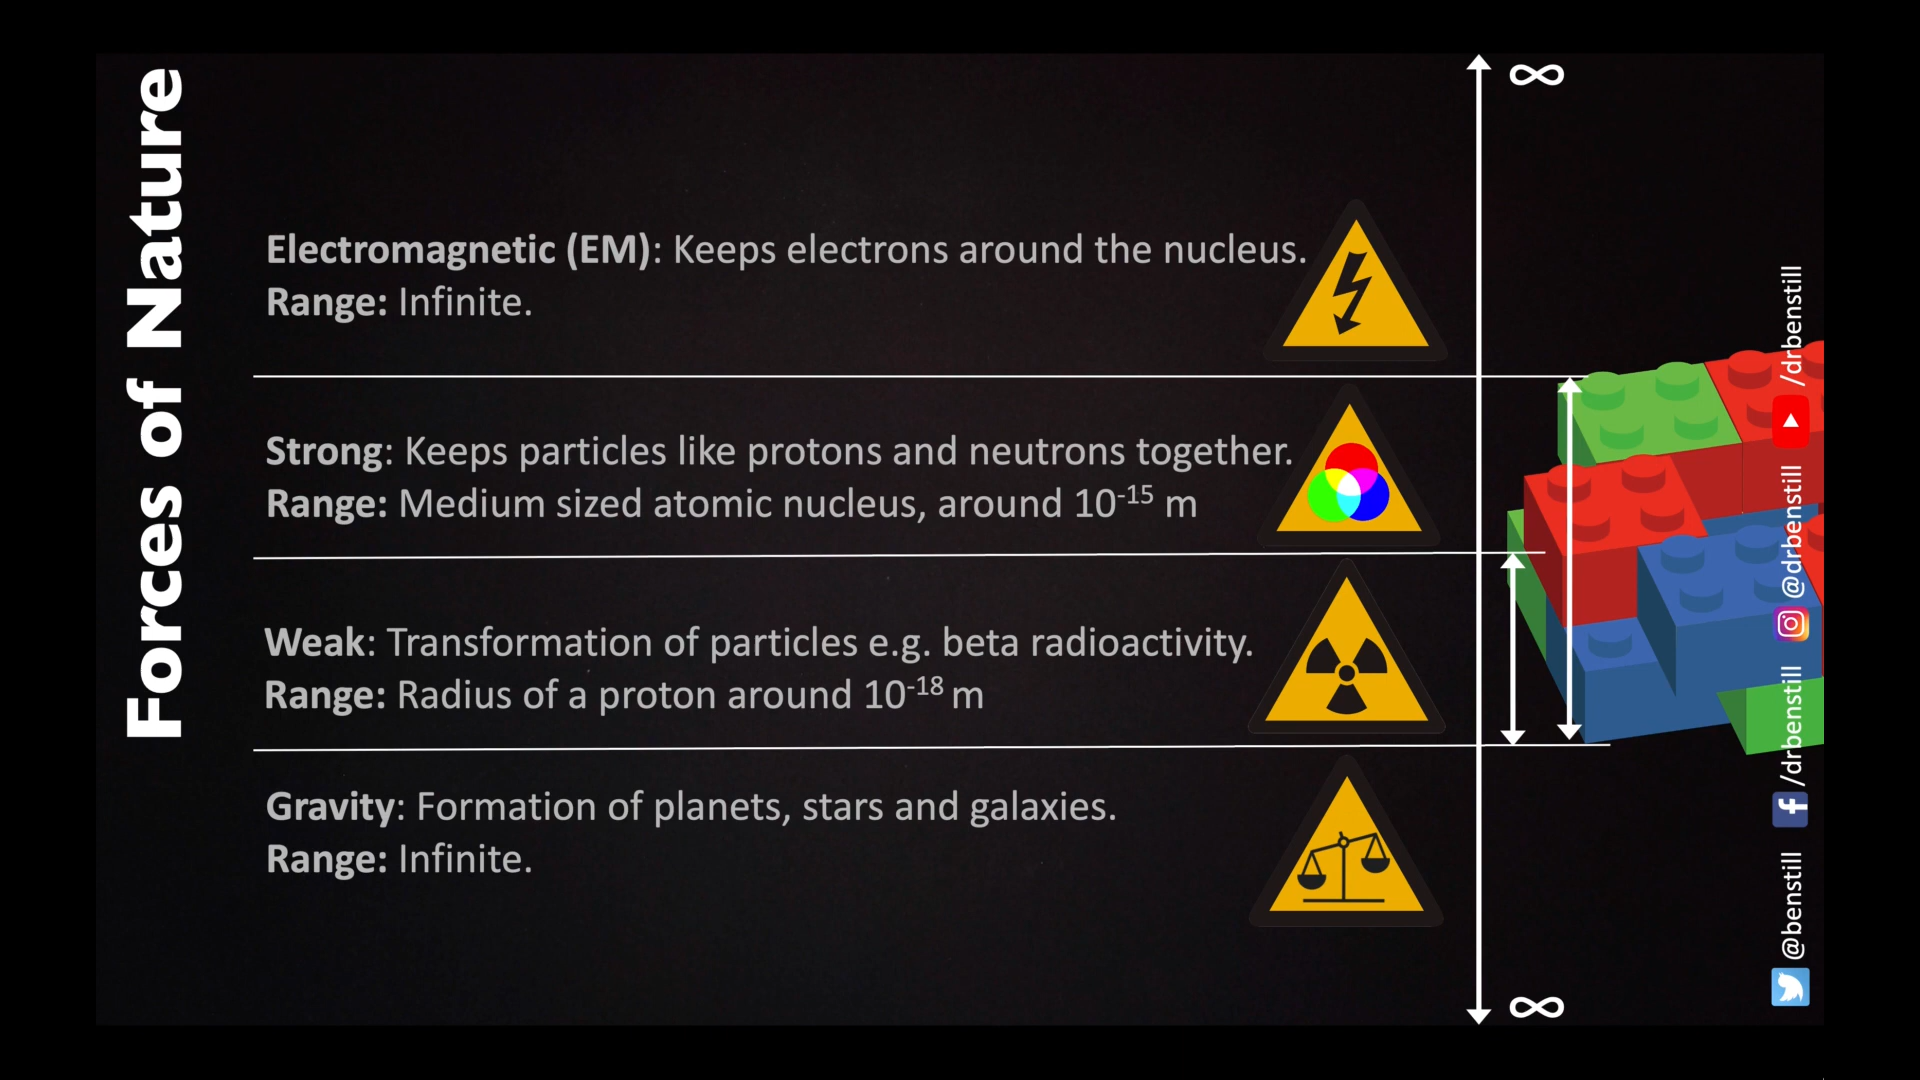 Forces of Nature
∞
Electromagnetic (EM): Keeps electrons around the nucleus.
Range: Infinite.
Strong: Keeps particles like protons and neutrons together.
Range: Medium sized atomic nucleus, around 10⁻¹⁵ m
Weak: Transformation of particles e.g. beta radioactivity.
Range: Radius of a proton around 10⁻¹⁸ m
Gravity: Formation of planets, stars and galaxies.
Range: Infinite.
∞
@benstill
/drbenstill
@drbenstill
/drbenstill